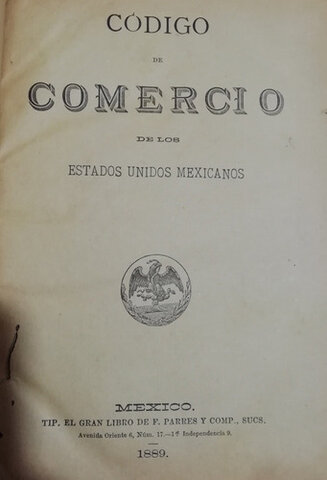 CÓDIGO
DE
COMERCIO
DE LOS
ESTADOS UNIDOS MEXICANOS
MEXICO.
TIP. EL GRAN LIBRO DE F. PARRES Y COMP., SUCS.
Avenida Oriente 6, Núm. 17.—1ª Independencia 9.
1889.